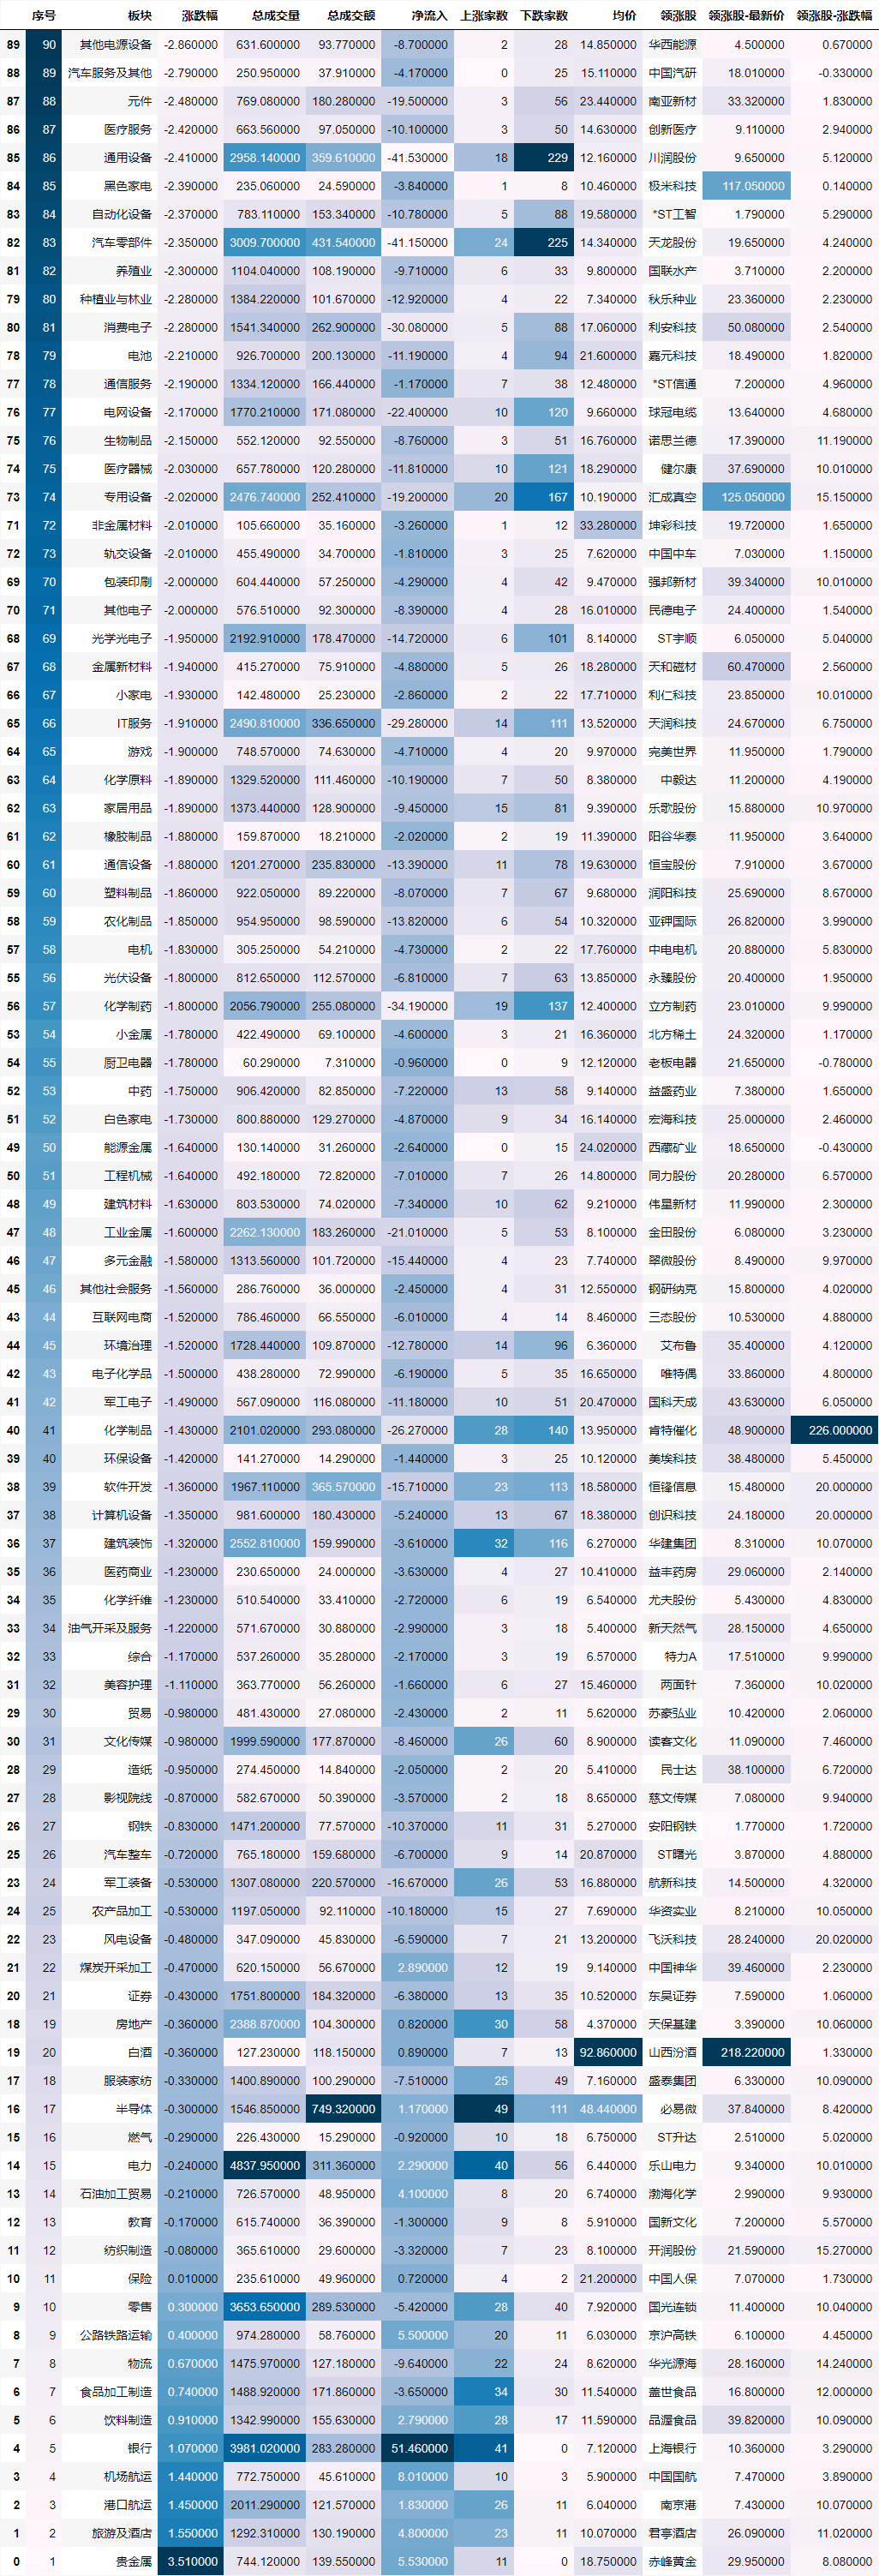 序号 板块 涨跌幅 总成交量 总成交额 净流入 上涨家数 下跌家数 均价 领涨股 领涨股-最新价 领涨股-涨跌幅
89 90 其他电源设备 -2.860000 631.600000 93.770000 -8.700000 2 28 14.850000 华西能源 4.500000 0.670000
88 89 汽车服务及其他 -2.790000 250.950000 37.910000 -4.170000 0 25 15.110000 中国汽研 18.010000 -0.330000
87 88 元件 -2.480000 769.080000 180.280000 -19.500000 3 56 23.440000 南亚新材 33.320000 1.830000
86 87 医疗服务 -2.420000 663.560000 97.050000 -10.100000 3 50 14.630000 创新医疗 9.110000 2.940000
85 86 通用设备 -2.410000 2958.140000 359.610000 -41.530000 18 229 12.160000 川润股份 9.650000 5.120000
84 85 黑色家电 -2.390000 235.060000 24.590000 -3.840000 1 8 10.460000 极米科技 117.050000 0.140000
83 84 自动化设备 -2.370000 783.110000 153.340000 -10.780000 5 88 19.580000 *ST工智 1.790000 5.290000
82 83 汽车零部件 -2.350000 3009.700000 431.540000 -41.150000 24 225 14.340000 天龙股份 19.650000 4.240000
81 82 养殖业 -2.300000 1104.040000 108.190000 -9.710000 6 33 9.800000 国联水产 3.710000 2.200000
79 80 种植业与林业 -2.280000 1384.220000 101.670000 -12.920000 4 22 7.340000 秋乐种业 23.360000 2.230000
80 81 消费电子 -2.280000 1541.340000 262.900000 -30.080000 5 88 17.060000 利安科技 50.080000 2.540000
78 79 电池 -2.210000 926.700000 200.130000 -11.190000 4 94 21.600000 嘉元科技 18.490000 1.820000
77 78 通信服务 -2.190000 1334.120000 166.440000 -1.170000 7 38 12.480000 *ST信通 7.200000 4.960000
76 77 电网设备 -2.170000 1770.210000 171.080000 -22.400000 10 120 9.660000 球冠电缆 13.640000 4.680000
75 76 生物制品 -2.150000 552.120000 92.550000 -8.760000 3 51 16.760000 诺思兰德 17.390000 11.190000
74 75 医疗器械 -2.030000 657.780000 120.280000 -11.810000 10 121 18.290000 健尔康 37.690000 10.010000
73 74 专用设备 -2.020000 2476.740000 252.410000 -19.200000 20 167 10.190000 汇成真空 125.050000 15.150000
71 72 非金属材料 -2.010000 105.660000 35.160000 -3.260000 1 12 33.280000 坤彩科技 19.720000 1.650000
72 73 轨交设备 -2.010000 455.490000 34.700000 -1.810000 3 25 7.620000 中国中车 7.030000 1.150000
69 70 包装印刷 -2.000000 604.440000 57.250000 -4.290000 4 42 9.470000 强邦新材 39.340000 10.010000
70 71 其他电子 -2.000000 576.510000 92.300000 -8.390000 4 28 16.010000 民德电子 24.400000 1.540000
68 69 光学光电子 -1.950000 2192.910000 178.470000 -14.720000 6 101 8.140000 ST宇顺 6.050000 5.040000
67 68 金属新材料 -1.940000 415.270000 75.910000 -4.880000 5 26 18.280000 天和磁材 60.470000 2.560000
66 67 小家电 -1.930000 142.480000 25.230000 -2.860000 2 22 17.710000 利仁科技 23.850000 10.010000
65 66 IT服务 -1.910000 2490.810000 336.650000 -29.280000 14 111 13.520000 天润科技 24.670000 6.750000
64 65 游戏 -1.900000 748.570000 74.630000 -4.710000 4 20 9.970000 完美世界 11.950000 1.790000
63 64 化学原料 -1.890000 1329.520000 111.460000 -10.190000 7 50 8.380000 中毅达 11.200000 4.190000
62 63 家居用品 -1.890000 1373.440000 128.900000 -9.450000 15 81 9.390000 乐歌股份 15.880000 10.970000
61 62 橡胶制品 -1.880000 159.870000 18.210000 -2.020000 2 19 11.390000 阳谷华泰 11.950000 3.640000
60 61 通信设备 -1.880000 1201.270000 235.830000 -13.390000 11 78 19.630000 恒宝股份 7.910000 3.670000
59 60 塑料制品 -1.860000 922.050000 89.220000 -8.070000 7 67 9.680000 润阳科技 25.690000 8.670000
58 59 农化制品 -1.850000 954.950000 98.590000 -13.820000 6 54 10.320000 亚钾国际 26.820000 3.990000
57 58 电机 -1.830000 305.250000 54.210000 -4.730000 2 22 17.760000 中电电机 20.880000 5.830000
55 56 光伏设备 -1.800000 812.650000 112.570000 -6.810000 7 63 13.850000 永臻股份 20.400000 1.950000
56 57 化学制药 -1.800000 2056.790000 255.080000 -34.190000 19 137 12.400000 立方制药 23.010000 9.990000
53 54 小金属 -1.780000 422.490000 69.100000 -4.600000 3 21 16.360000 北方稀土 24.320000 1.170000
54 55 厨卫电器 -1.780000 60.290000 7.310000 -0.960000 0 9 12.120000 老板电器 21.650000 -0.780000
52 53 中药 -1.750000 906.420000 82.850000 -7.220000 13 58 9.140000 益盛药业 7.380000 1.650000
51 52 白色家电 -1.730000 800.880000 129.270000 -4.870000 9 34 16.140000 宏海科技 25.000000 2.460000
49 50 能源金属 -1.640000 130.140000 31.260000 -2.640000 0 15 24.020000 西藏矿业 18.650000 -0.430000
50 51 工程机械 -1.640000 492.180000 72.820000 -7.010000 7 26 14.800000 同力股份 20.280000 6.570000
48 49 建筑材料 -1.630000 803.530000 74.020000 -7.340000 10 62 9.210000 伟星新材 11.990000 2.300000
47 48 工业金属 -1.600000 2262.130000 183.260000 -21.010000 5 53 8.100000 金田股份 6.080000 3.230000
46 47 多元金融 -1.580000 1313.560000 101.720000 -15.440000 4 23 7.740000 翠微股份 8.490000 9.970000
45 46 其他社会服务 -1.560000 286.760000 36.000000 -2.450000 4 31 12.550000 钢研纳克 15.800000 4.020000
43 44 互联网电商 -1.520000 786.460000 66.550000 -6.010000 4 14 8.460000 三态股份 10.530000 4.880000
44 45 环境治理 -1.520000 1728.440000 109.870000 -12.780000 14 96 6.360000 艾布鲁 35.400000 4.120000
42 43 电子化学品 -1.500000 438.280000 72.990000 -6.190000 5 35 16.650000 唯特偶 33.860000 4.800000
41 42 军工电子 -1.490000 567.090000 116.080000 -11.180000 10 51 20.470000 国科天成 43.630000 6.050000
40 41 化学制品 -1.430000 2101.020000 293.080000 -26.270000 28 140 13.950000 肯特催化 48.900000 226.000000
39 40 环保设备 -1.420000 141.270000 14.290000 -1.440000 3 25 10.120000 美埃科技 38.480000 5.450000
38 39 软件开发 -1.360000 1967.110000 365.570000 -15.710000 23 113 18.580000 恒锋信息 15.480000 20.000000
37 38 计算机设备 -1.350000 981.600000 180.430000 -5.240000 13 67 18.380000 创识科技 24.180000 20.000000
36 37 建筑装饰 -1.320000 2552.810000 159.990000 -3.610000 32 116 6.270000 华建集团 8.310000 10.070000
35 36 医药商业 -1.230000 230.650000 24.000000 -3.630000 4 27 10.410000 益丰药房 29.060000 2.140000
34 35 化学纤维 -1.230000 510.540000 33.410000 -2.720000 6 19 6.540000 尤夫股份 5.430000 4.830000
33 34 油气开采及服务 -1.220000 571.670000 30.880000 -2.990000 3 18 5.400000 新天然气 28.150000 4.650000
32 33 综合 -1.170000 537.260000 35.280000 -2.170000 3 19 6.570000 特力A 17.510000 9.990000
31 32 美容护理 -1.110000 363.770000 56.260000 -1.660000 6 27 15.460000 两面针 7.360000 10.020000
29 30 贸易 -0.980000 481.430000 27.080000 -2.430000 2 11 5.620000 苏豪弘业 10.420000 2.060000
30 31 文化传媒 -0.980000 1999.590000 177.870000 -8.460000 26 60 8.900000 读客文化 11.090000 7.460000
28 29 造纸 -0.950000 274.450000 14.840000 -2.050000 2 20 5.410000 民士达 38.100000 6.720000
27 28 影视院线 -0.870000 582.670000 50.390000 -3.570000 2 18 8.650000 慈文传媒 7.080000 9.940000
26 27 钢铁 -0.830000 1471.200000 77.570000 -10.370000 11 31 5.270000 安阳钢铁 1.770000 1.720000
25 26 汽车整车 -0.720000 765.180000 159.680000 -6.700000 9 14 20.870000 ST曙光 3.870000 4.880000
23 24 军工装备 -0.530000 1307.080000 220.570000 -16.670000 26 53 16.880000 航新科技 14.500000 4.320000
24 25 农产品加工 -0.530000 1197.050000 92.110000 -10.180000 15 27 7.690000 华资实业 8.210000 10.050000
22 23 风电设备 -0.480000 347.090000 45.830000 -6.590000 7 21 13.200000 飞沃科技 28.240000 20.020000
21 22 煤炭开采加工 -0.470000 620.150000 56.670000 2.890000 12 19 9.140000 中国神华 39.460000 2.230000
20 21 证券 -0.430000 1751.800000 184.320000 -6.380000 13 35 10.520000 东吴证券 7.590000 1.060000
18 19 房地产 -0.360000 2388.870000 104.300000 0.820000 30 58 4.370000 天保基建 3.390000 10.060000
19 20 白酒 -0.360000 127.230000 118.150000 0.890000 7 13 92.860000 山西汾酒 218.220000 1.330000
17 18 服装家纺 -0.330000 1400.890000 100.290000 -7.510000 25 49 7.160000 盛泰集团 6.330000 10.090000
16 17 半导体 -0.300000 1546.850000 749.320000 1.170000 49 111 48.440000 必易微 37.840000 8.420000
15 16 燃气 -0.290000 226.430000 15.290000 -0.920000 10 18 6.750000 ST升达 2.510000 5.020000
14 15 电力 -0.240000 4837.950000 311.360000 2.290000 40 56 6.440000 乐山电力 9.340000 10.010000
13 14 石油加工贸易 -0.210000 726.570000 48.950000 4.100000 8 20 6.740000 渤海化学 2.990000 9.930000
12 13 教育 -0.170000 615.740000 36.390000 -1.300000 9 8 5.910000 国新文化 7.200000 5.570000
11 12 纺织制造 -0.080000 365.610000 29.600000 -3.320000 7 23 8.100000 开润股份 21.590000 15.270000
10 11 保险 0.010000 235.610000 49.960000 0.720000 4 2 21.200000 中国人保 7.070000 1.730000
9 10 零售 0.300000 3653.650000 289.530000 -5.420000 28 40 7.920000 国光连锁 11.400000 10.040000
8 9 公路铁路运输 0.400000 974.280000 58.760000 5.500000 20 11 6.030000 京沪高铁 6.100000 4.450000
7 8 物流 0.670000 1475.970000 127.180000 -9.640000 22 24 8.620000 华光源海 28.160000 14.240000
6 7 食品加工制造 0.740000 1488.920000 171.860000 -3.650000 34 30 11.540000 盖世食品 16.800000 12.000000
5 6 饮料制造 0.910000 1342.990000 155.630000 2.790000 28 17 11.590000 品渥食品 39.820000 10.090000
4 5 银行 1.070000 3981.020000 283.280000 51.460000 41 0 7.120000 上海银行 10.360000 3.290000
3 4 机场航运 1.440000 772.750000 45.610000 8.010000 10 3 5.900000 中国国航 7.470000 3.890000
2 3 港口航运 1.450000 2011.290000 121.570000 1.830000 26 11 6.040000 南京港 7.430000 10.070000
1 2 旅游及酒店 1.550000 1292.310000 130.190000 4.800000 23 11 10.070000 君亭酒店 26.090000 11.020000
0 1 贵金属 3.510000 744.120000 139.550000 5.530000 11 0 18.750000 赤峰黄金 29.950000 8.080000